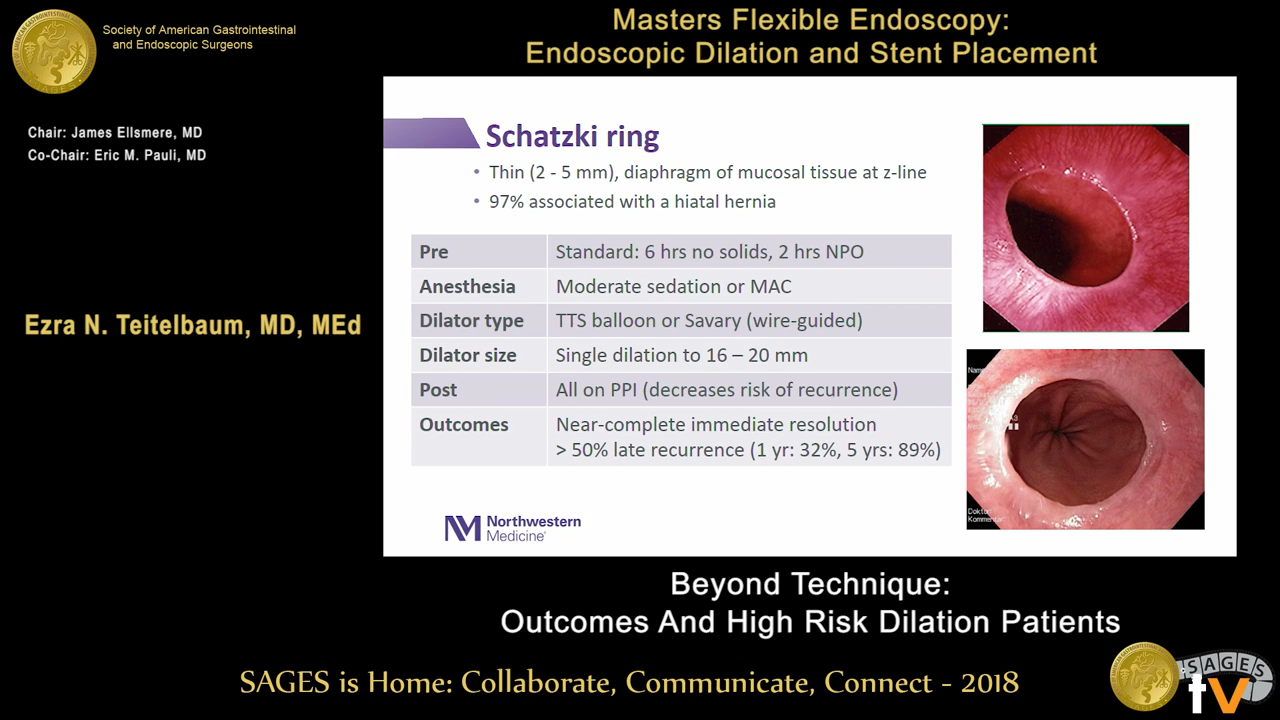 Society of American Gastrointestinal
and Endoscopic Surgeons
Masters Flexible Endoscopy:
Endoscopic Dilation and Stent Placement
Chair: James Ellsmere, MD
Co-Chair: Eric M. Pauli, MD
Ezra N. Teitelbaum, MD, MEd
Schatzki ring
• Thin (2 - 5 mm), diaphragm of mucosal tissue at z-line
• 97% associated with a hiatal hernia
Pre Standard: 6 hrs no solids, 2 hrs NPO
Anesthesia Moderate sedation or MAC
Dilator type TTS balloon or Savary (wire-guided)
Dilator size Single dilation to 16 – 20 mm
Post All on PPI (decreases risk of recurrence)
Outcomes Near-complete immediate resolution
> 50% late recurrence (1 yr: 32%, 5 yrs: 89%)
Name
Dokto
Kommentar
NM Northwestern
Medicine
Beyond Technique:
Outcomes And High Risk Dilation Patients
SAGES is Home: Collaborate, Communicate, Connect - 2018
SAGES
tv